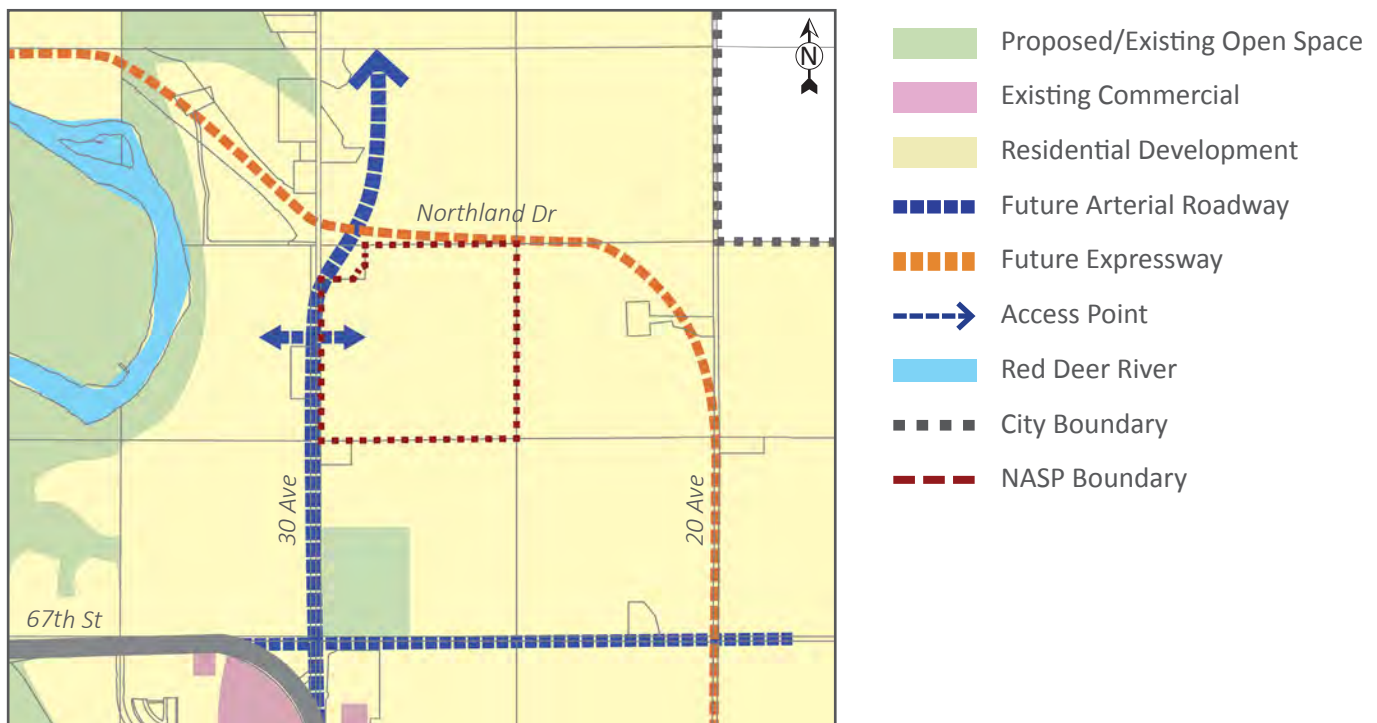 N
Northland Dr
30 Ave
20 Ave
67th St
Proposed/Existing Open Space
Existing Commercial
Residential Development
Future Arterial Roadway
Future Expressway
Access Point
Red Deer River
City Boundary
NASP Boundary